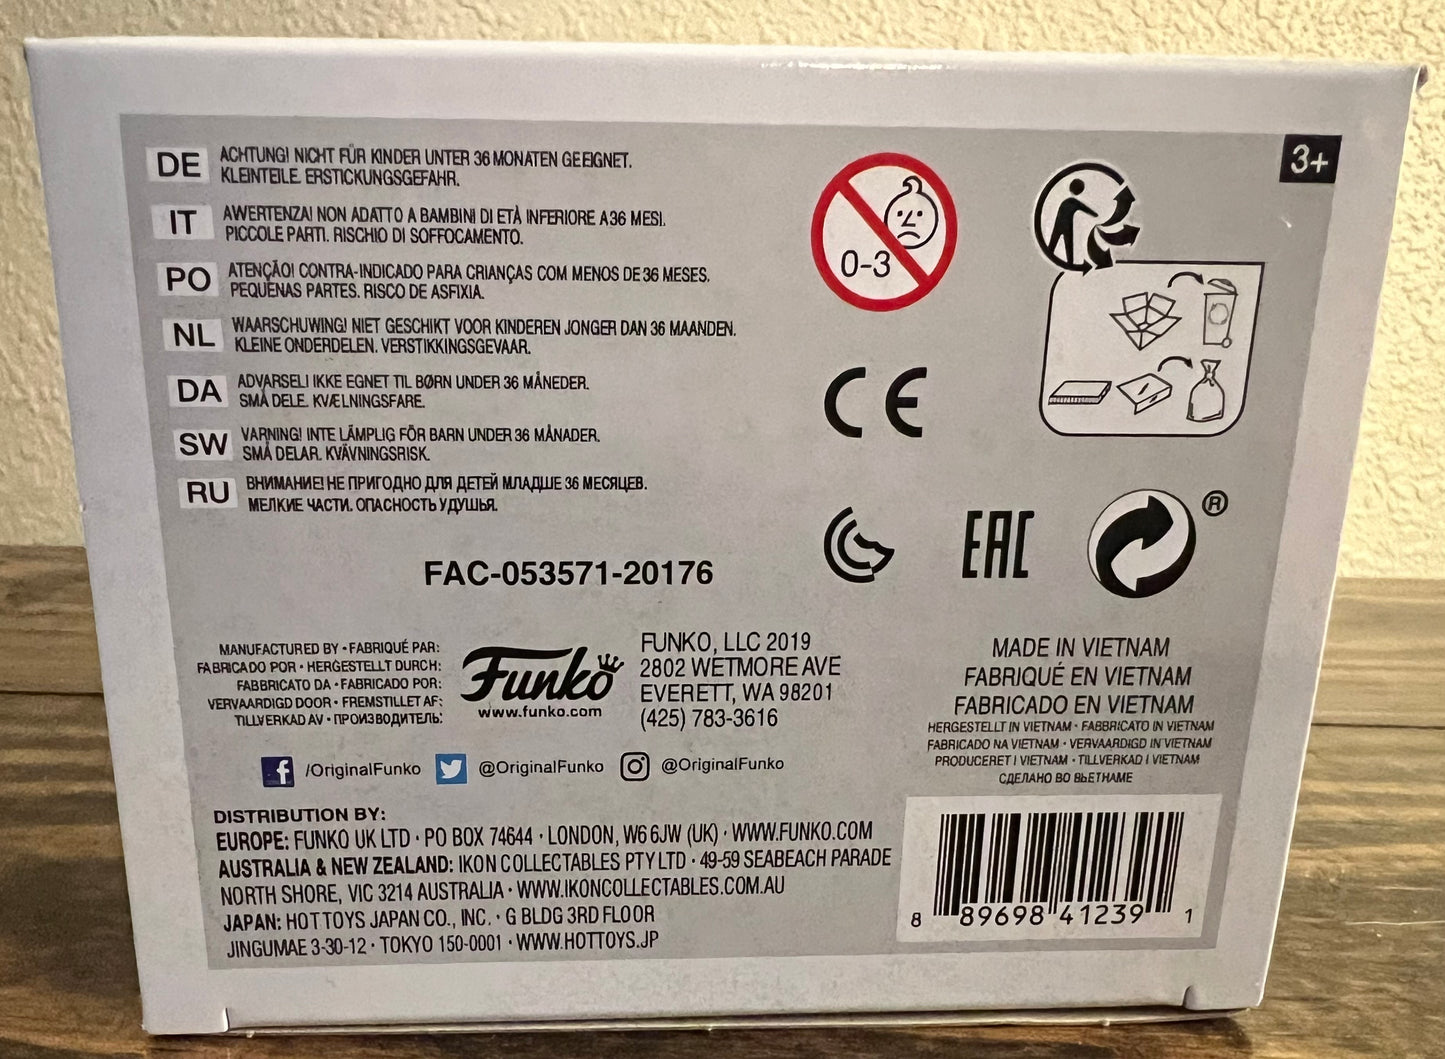 DE ACHTUNG! NICHT FÜR KINDER UNTER 36 MONATEN GEEIGNET.
KLEINTEILE. ERSTICKUNGSGEFAHR.
IT AWERTENZA! NON ADATTO A BAMBINI DI ETÀ INFERIORE A 36 MESI.
PICCOLE PARTI. RISCHIO DI SOFFOCAMENTO.
PO ATENÇÃO! CONTRA-INDICADO PARA CRIANÇAS COM MENOS DE 36 MESES.
PEQUENAS PARTES. RISCO DE ASFIXIA.
NL WAARSCHUWING! NIET GESCHIKT VOOR KINDEREN JONGER DAN 36 MAANDEN.
KLEINE ONDERDELEN. VERSTIKKINGSGEVAAR.
DA ADVARSEL! IKKE EGNET TIL BØRN UNDER 36 MÅNEDER.
SMÅ DELE. KVÆLNINGSFARE.
SW VARNING! INTE LÄMPLIG FÖR BARN UNDER 36 MÅNADER.
SMÅ DELAR. KVÄVNINGSRISK.
RU ВНИМАНИЕ! НЕ ПРИГОДНО ДЛЯ ДЕТЕЙ МЛАДШЕ 36 МЕСЯЦЕВ.
МЕЛКИЕ ЧАСТИ. ОПАСНОСТЬ УДУШЬЯ.
0-3
3+
CE
EAC
®
FAC-053571-20176
MANUFACTURED BY • FABRIQUÉ PAR:
FABRICADO POR • HERGESTELLT DURCH:
FABBRICATO DA • FABRICADO POR:
VERVAARDIGD DOOR • FREMSTILLET AF:
TILLVERKAD AV • ПРОИЗВОДИТЕЛЬ:
Funko
www.funko.com
FUNKO, LLC 2019
2802 WETMORE AVE
EVERETT, WA 98201
(425) 783-3616
MADE IN VIETNAM
FABRIQUÉ EN VIETNAM
FABRICADO EN VIETNAM
HERGESTELLT IN VIETNAM • FABBRICATO IN VIETNAM
FABRICADO NA VIETNAM • VERVAARDIGD IN VIETNAM
PRODUCERET I VIETNAM • TILLVERKAD I VIETNAM
СДЕЛАНО ВО ВЬЕТНАМЕ
f /OriginalFunko @OriginalFunko @OriginalFunko
DISTRIBUTION BY:
EUROPE: FUNKO UK LTD • PO BOX 74644 • LONDON, W6 6JW (UK) • WWW.FUNKO.COM
AUSTRALIA & NEW ZEALAND: IKON COLLECTABLES PTY LTD • 49-59 SEABEACH PARADE
NORTH SHORE, VIC 3214 AUSTRALIA • WWW.IKONCOLLECTABLES.COM.AU
JAPAN: HOT TOYS JAPAN CO., INC. • G BLDG 3RD FLOOR
JINGUMAE 3-30-12 • TOKYO 150-0001 • WWW.HOTTOYS.JP
8 89698 41239 1